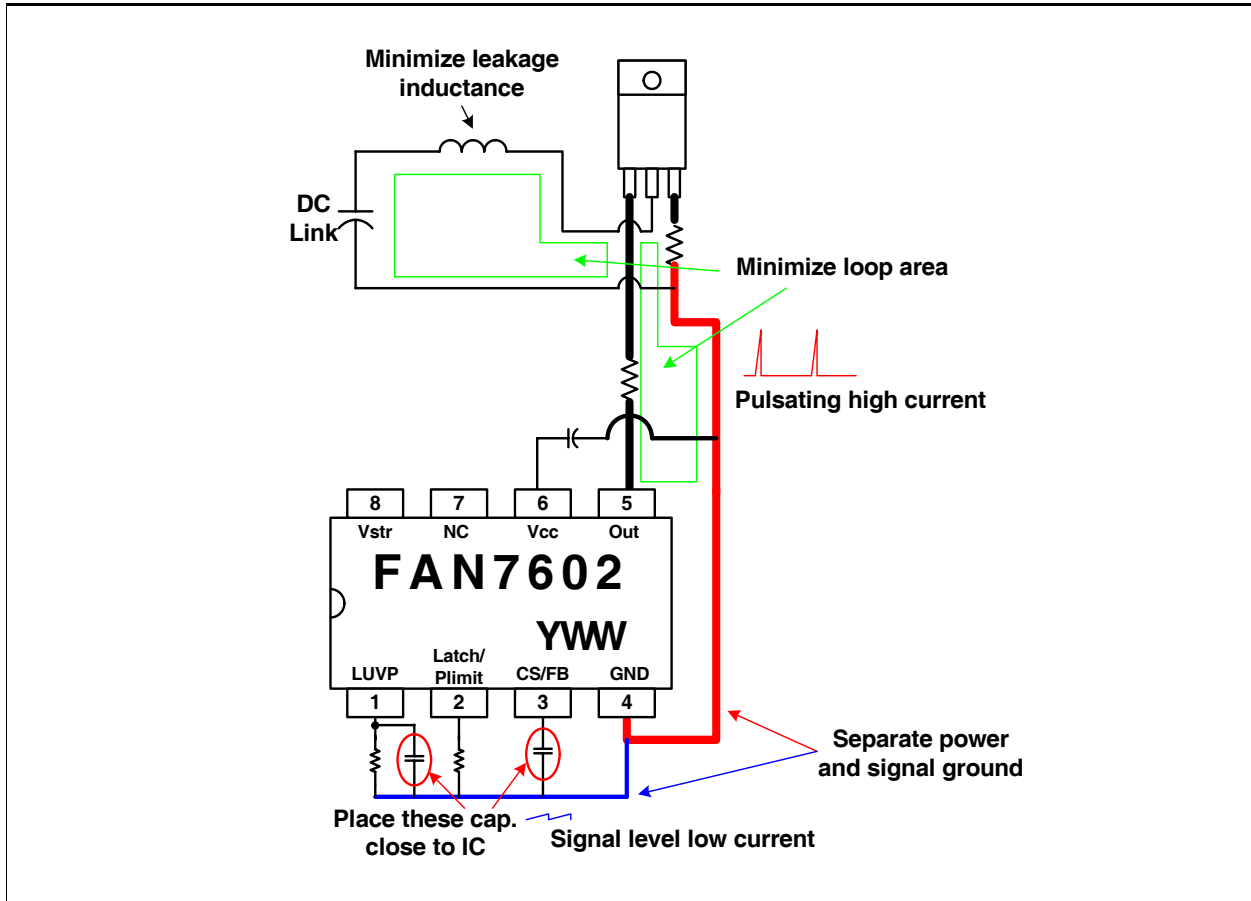 Minimize leakage
inductance
DC
Link
Minimize loop area
Pulsating high current
8
7
6
5
Vstr
NC
Vcc
Out
FAN7602
YWW
LUVP
Latch/
Plimit
CS/FB
GND
1
2
3
4
Separate power
and signal ground
Place these cap.
close to IC
Signal level low current